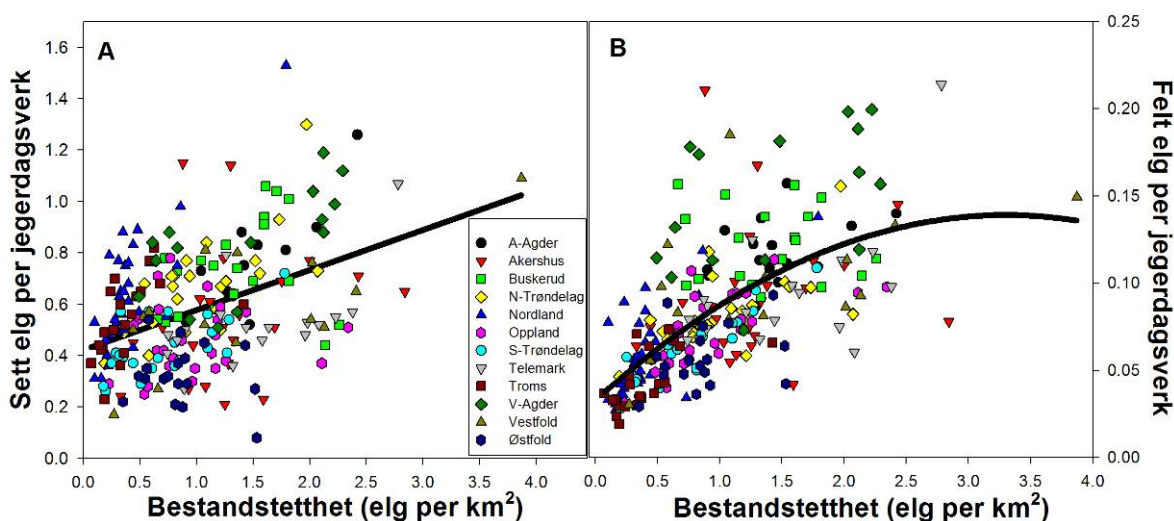 A
Sett elg per jegerdagsverk
1.6
1.4
1.2
1.0
0.8
0.6
0.4
0.2
0.0
0.0 0.5 1.0 1.5 2.0 2.5 3.0 3.5 4.0
Bestandstetthet (elg per km²)
A-Agder
Akershus
Buskerud
N-Trøndelag
Nordland
Oppland
S-Trøndelag
Telemark
Troms
V-Agder
Vestfold
Østfold
B
0.25
0.20
0.15
0.10
0.05
0.00
Felt elg per jegerdagsverk
0.0 0.5 1.0 1.5 2.0 2.5 3.0 3.5 4.0
Bestandstetthet (elg per km²)